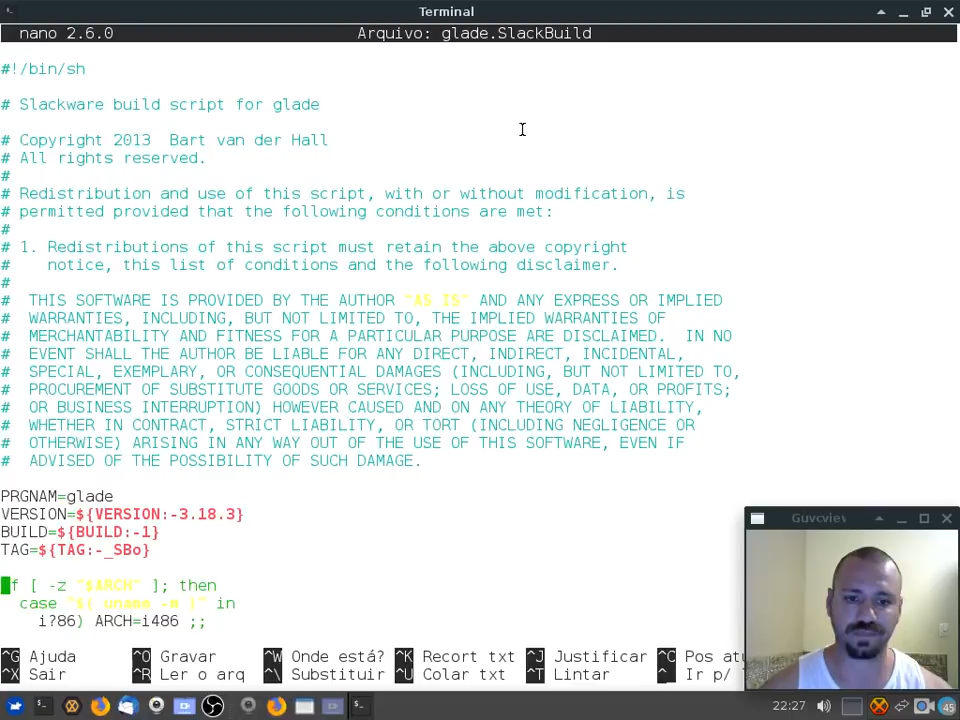 Terminal
nano 2.6.0 Arquivo: glade.SlackBuild
#!/bin/sh
# Slackware build script for glade
# Copyright 2013  Bart van der Hall
# All rights reserved.
#
# Redistribution and use of this script, with or without modification, is
# permitted provided that the following conditions are met:
#
# 1. Redistributions of this script must retain the above copyright
#    notice, this list of conditions and the following disclaimer.
#
#  THIS SOFTWARE IS PROVIDED BY THE AUTHOR "AS IS" AND ANY EXPRESS OR IMPLIED
#  WARRANTIES, INCLUDING, BUT NOT LIMITED TO, THE IMPLIED WARRANTIES OF
#  MERCHANTABILITY AND FITNESS FOR A PARTICULAR PURPOSE ARE DISCLAIMED.  IN NO
#  EVENT SHALL THE AUTHOR BE LIABLE FOR ANY DIRECT, INDIRECT, INCIDENTAL,
#  SPECIAL, EXEMPLARY, OR CONSEQUENTIAL DAMAGES (INCLUDING, BUT NOT LIMITED TO,
#  PROCUREMENT OF SUBSTITUTE GOODS OR SERVICES; LOSS OF USE, DATA, OR PROFITS;
#  OR BUSINESS INTERRUPTION) HOWEVER CAUSED AND ON ANY THEORY OF LIABILITY,
#  WHETHER IN CONTRACT, STRICT LIABILITY, OR TORT (INCLUDING NEGLIGENCE OR
#  OTHERWISE) ARISING IN ANY WAY OUT OF THE USE OF THIS SOFTWARE, EVEN IF
#  ADVISED OF THE POSSIBILITY OF SUCH DAMAGE.
PRGNAM=glade
VERSION=${VERSION:-3.18.3}
BUILD=${BUILD:-1}
TAG=${TAG:-_SBo}
if [ -z "$ARCH" ]; then
  case "$( uname -m )" in
    i?86) ARCH=i486 ;;
Guvcview
^G Ajuda ^O Gravar ^W Onde está? ^K Recort txt ^J Justificar ^C Pos atu
^X Sair ^R Ler o arq ^\ Substituir ^U Colar txt ^T Lintar ^_ Ir p/
22:27 45